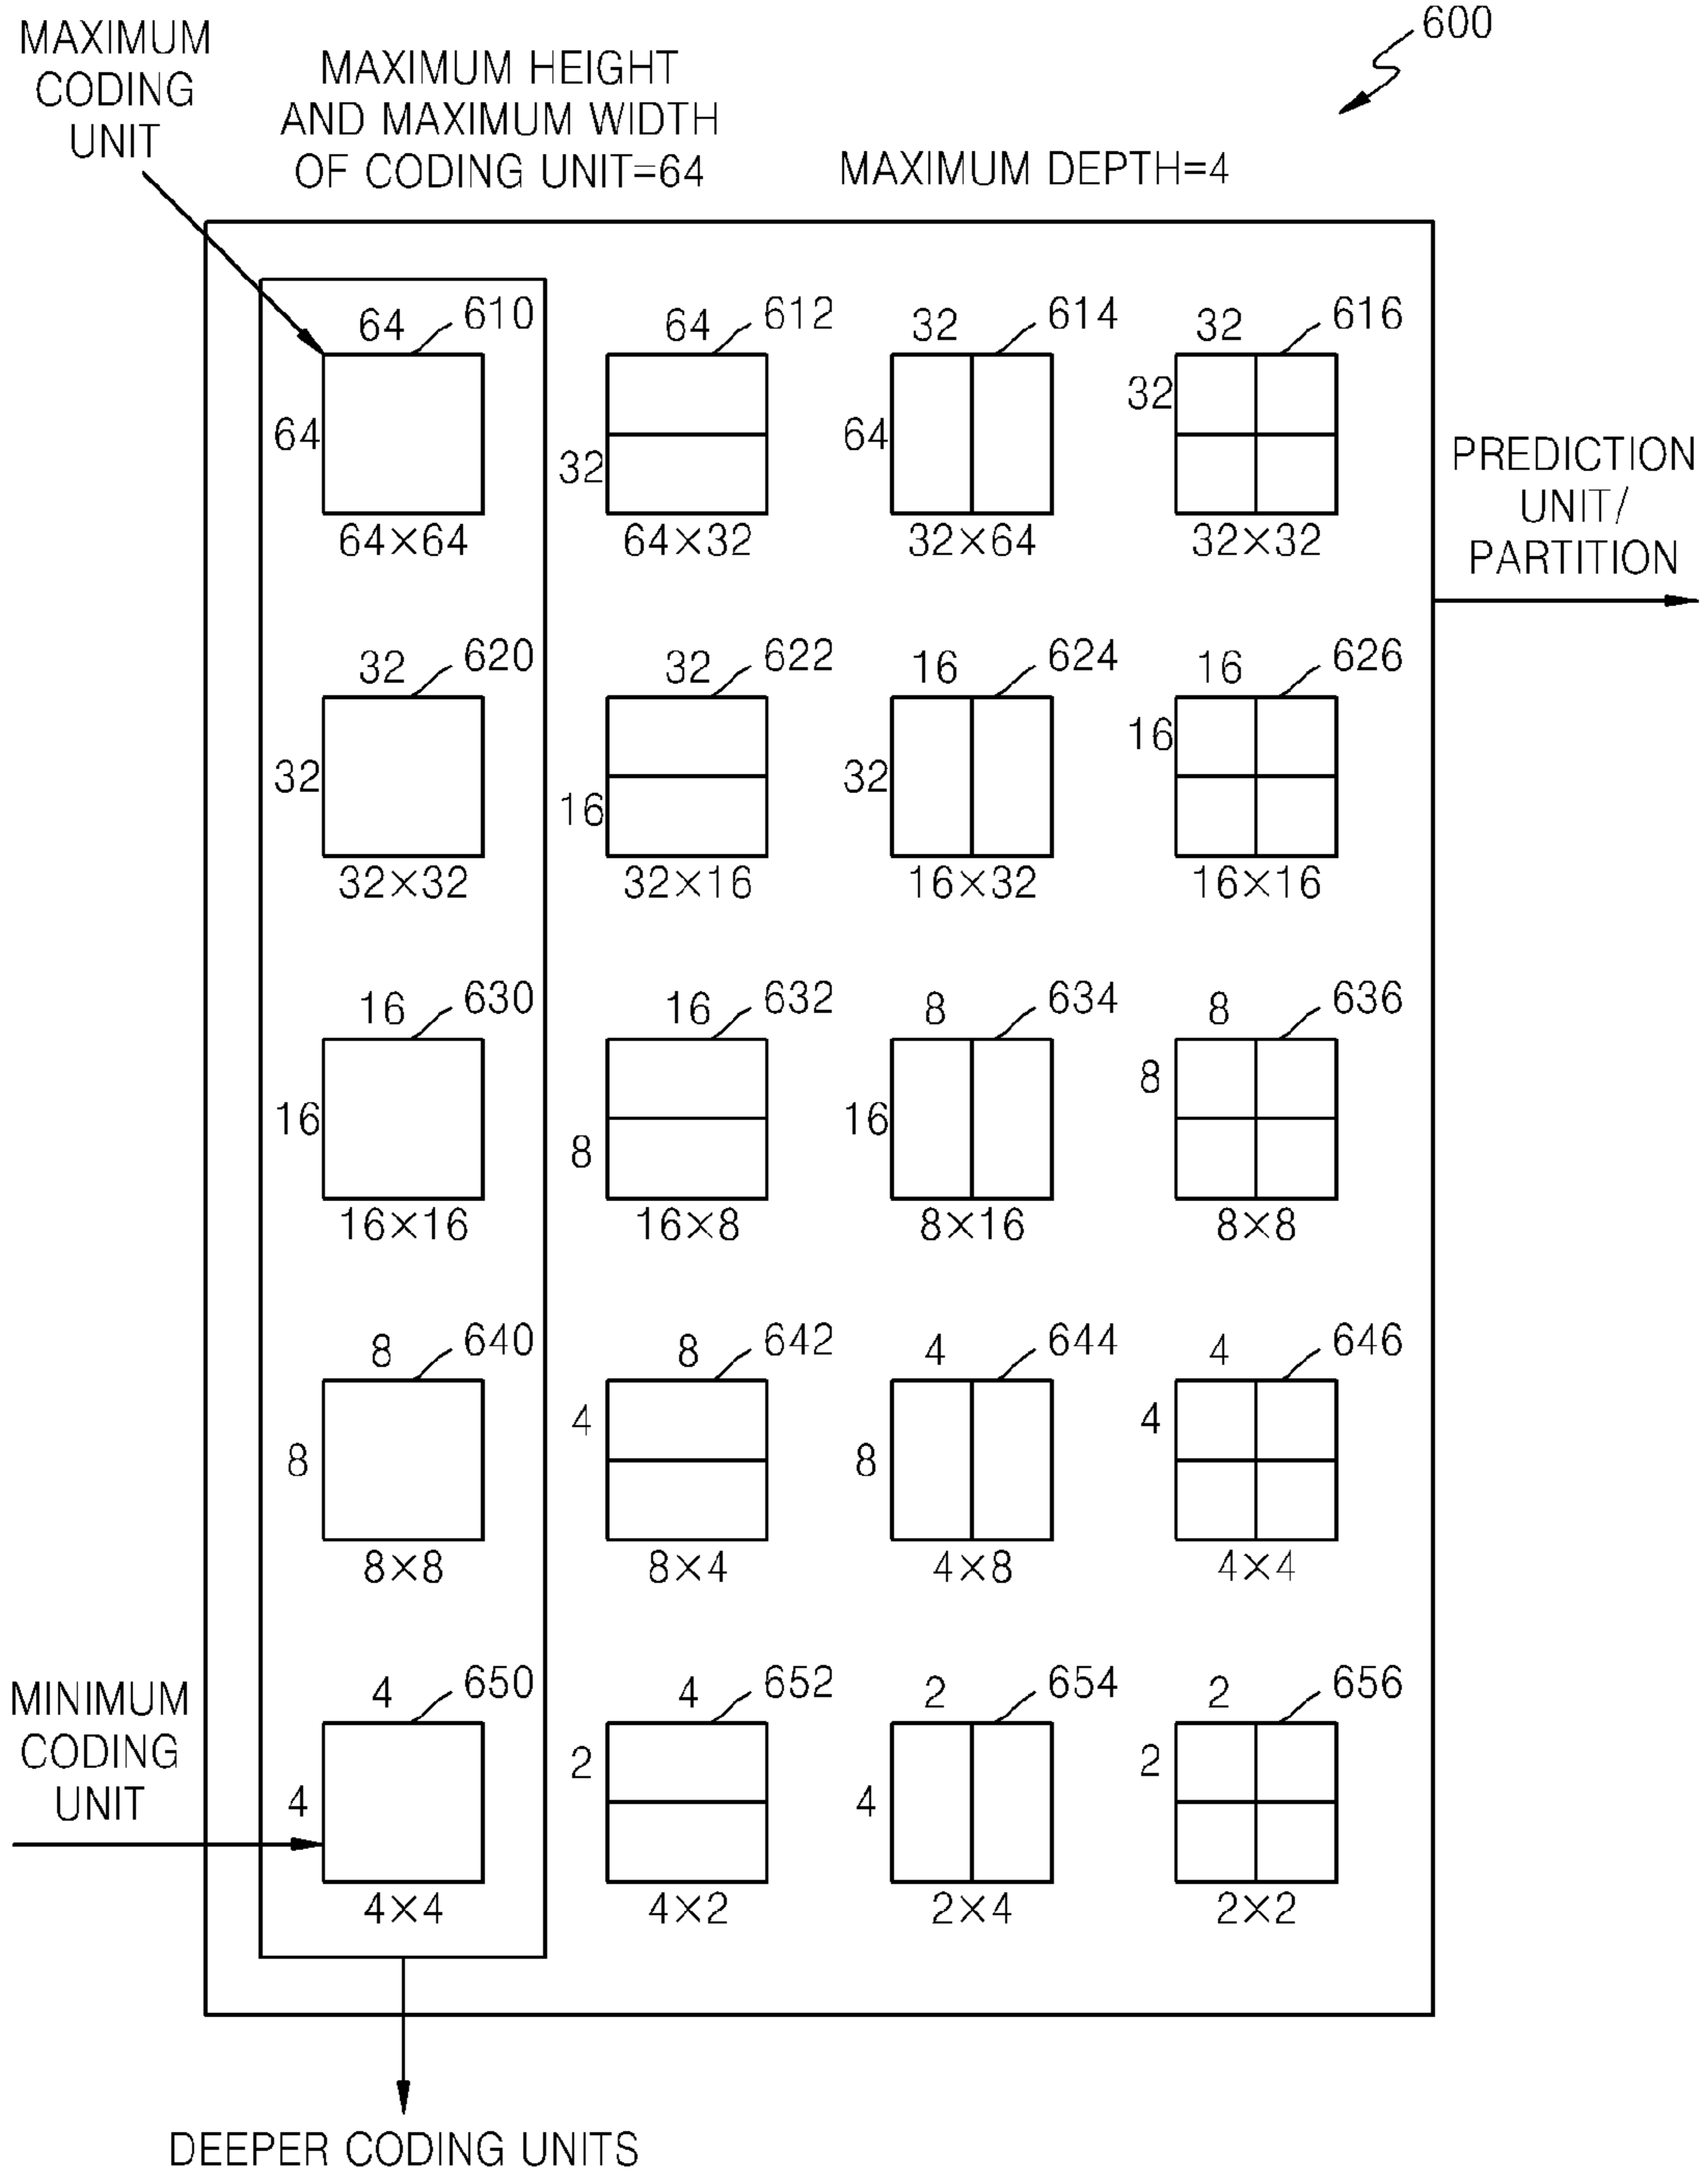 600
MAXIMUM
CODING
UNIT
MAXIMUM HEIGHT
AND MAXIMUM WIDTH
OF CODING UNIT=64
MAXIMUM DEPTH=4
64 610 64 612 32 614 32 616
64 32 64 32
64×64 64×32 32×64 32×32
PREDICTION
UNIT/
PARTITION
32 620 32 622 16 624 16 626
32 16 32 16
32×32 32×16 16×32 16×16
16 630 16 632 8 634 8 636
16 8 16 8
16×16 16×8 8×16 8×8
8 640 8 642 4 644 4 646
8 4 8 4
8×8 8×4 4×8 4×4
MINIMUM
CODING
UNIT
4 650 4 652 2 654 2 656
4 2 4 2
4×4 4×2 2×4 2×2
DEEPER CODING UNITS